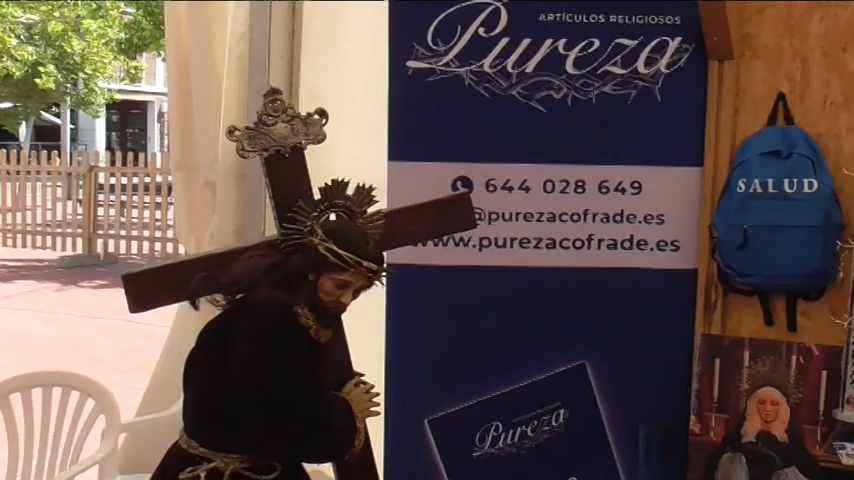 ARTÍCULOS RELIGIOSOS
Pureza
644 028 649
@purezacofrade.es
www.purezacofrade.es
SALUD
Pureza